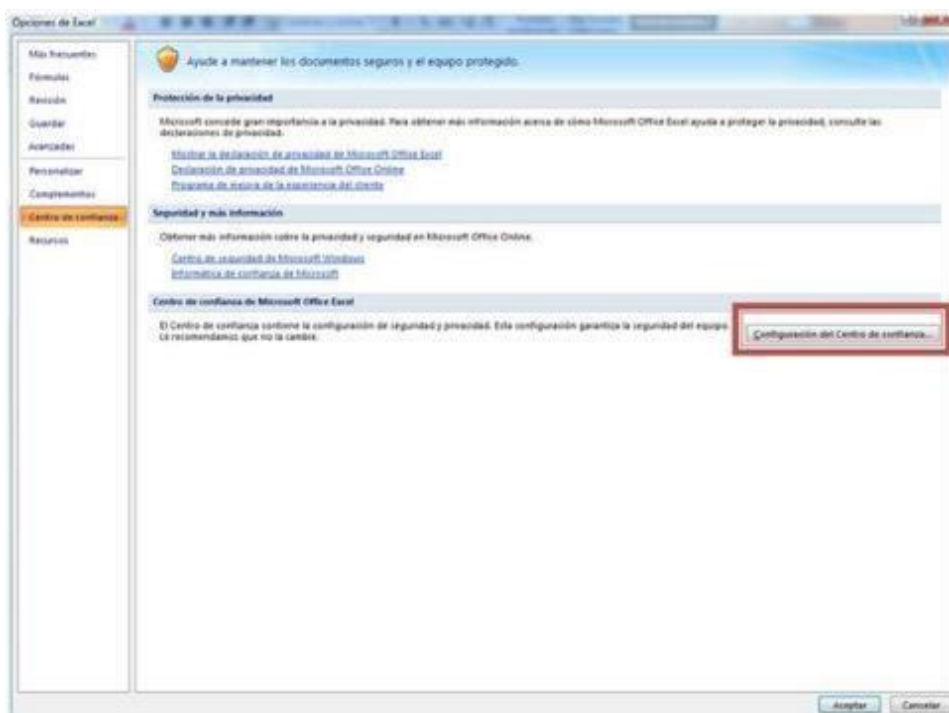 Opciones de Excel
Más frecuentes
Fórmulas
Revisión
Guardar
Avanzadas
Personalizar
Complementos
Centro de confianza
Recursos
Ayude a mantener los documentos seguros y el equipo protegido.
Protección de la privacidad
Microsoft concede gran importancia a la privacidad. Para obtener más información acerca de cómo Microsoft Office Excel ayuda a proteger la privacidad, consulte las
declaraciones de privacidad.
Mostrar la declaración de privacidad de Microsoft Office Excel
Declaración de privacidad de Microsoft Office Online
Programa de mejora de la experiencia del cliente
Seguridad y más información
Obtener más información sobre la privacidad y seguridad en Microsoft Office Online.
Centro de seguridad de Microsoft Windows
Informática de confianza de Microsoft
Centro de confianza de Microsoft Office Excel
El Centro de confianza contiene la configuración de seguridad y privacidad. Esta configuración garantiza la seguridad del equipo.
Le recomendamos que no la cambie.
Configuración del Centro de confianza...
Aceptar
Cancelar